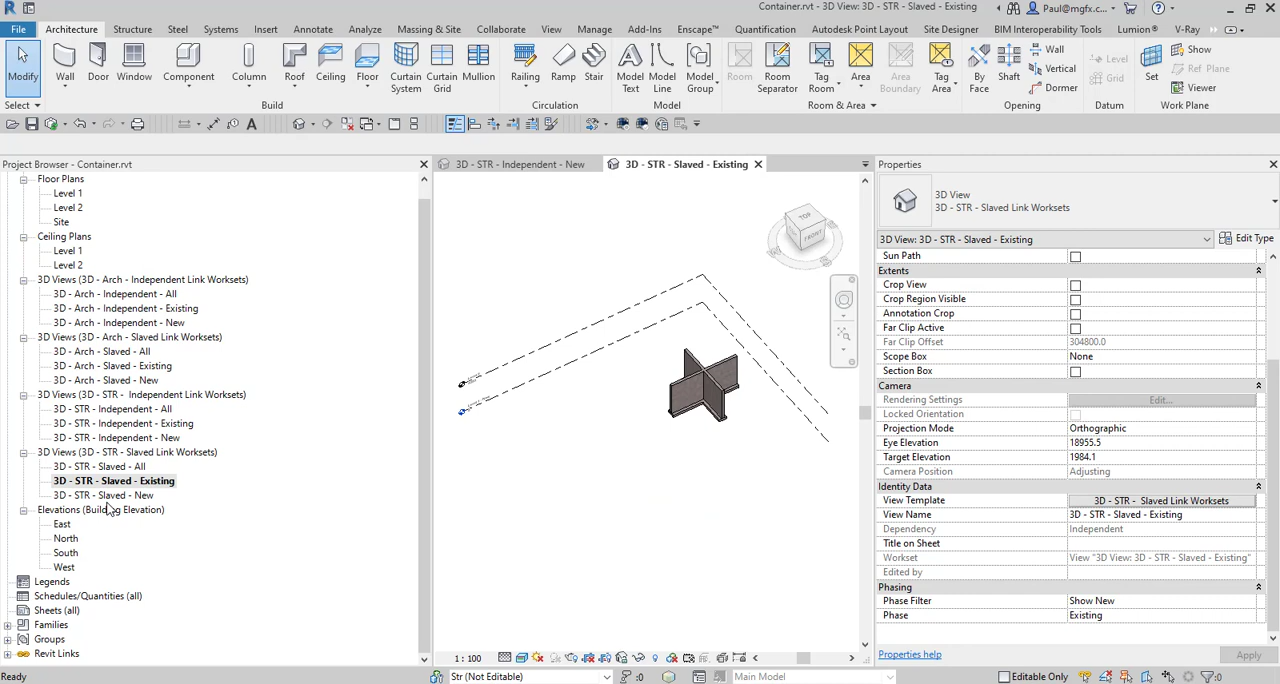 Container.rvt - 3D View: 3D - STR - Slaved - Existing
Paul@mgfx.c...
File Architecture Structure Steel Systems Insert Annotate Analyze Massing & Site Collaborate View Manage Add-Ins Enscape™ Quantification Autodesk Point Layout Site Designer BIM Interoperability Tools Lumion® V-Ray
Modify Wall Door Window Component Column Roof Ceiling Floor Curtain System Curtain Grid Mullion Railing Ramp Stair Model Text Model Line Model Group Room Room Separator Tag Room Area Area Boundary Tag Area By Face Shaft Wall Vertical Dormer Level Grid Set Show Ref Plane Viewer
Select Build Circulation Model Room & Area Opening Datum Work Plane
Project Browser - Container.rvt
Floor Plans
Level 1
Level 2
Site
Ceiling Plans
Level 1
Level 2
3D Views (3D - Arch - Independent Link Worksets)
3D - Arch - Independent - All
3D - Arch - Independent - Existing
3D - Arch - Independent - New
3D Views (3D - Arch - Slaved Link Worksets)
3D - Arch - Slaved - All
3D - Arch - Slaved - Existing
3D - Arch - Slaved - New
3D Views (3D - STR -  Independent Link Worksets)
3D - STR - Independent - All
3D - STR - Independent - Existing
3D - STR - Independent - New
3D Views (3D - STR - Slaved Link Worksets)
3D - STR - Slaved - All
3D - STR - Slaved - Existing
3D - STR - Slaved - New
Elevations (Building Elevation)
East
North
South
West
Legends
Schedules/Quantities (all)
Sheets (all)
Families
Groups
Revit Links
3D - STR - Independent - New
3D - STR - Slaved - Existing
TOP
FRONT
1 : 100
Properties
3D View
3D - STR - Slaved Link Worksets
3D View: 3D - STR - Slaved - Existing
Edit Type
Sun Path
Extents
Crop View
Crop Region Visible
Annotation Crop
Far Clip Active
Far Clip Offset 304800.0
Scope Box None
Section Box
Camera
Rendering Settings Edit...
Locked Orientation
Projection Mode Orthographic
Eye Elevation 18955.5
Target Elevation 1984.1
Camera Position Adjusting
Identity Data
View Template 3D - STR -  Slaved Link Worksets
View Name 3D - STR - Slaved - Existing
Dependency Independent
Title on Sheet
Workset View "3D View: 3D - STR - Slaved - Existing"
Edited by
Phasing
Phase Filter Show New
Phase Existing
Properties help
Apply
Ready
Str (Not Editable)
:0
Main Model
Editable Only
:0